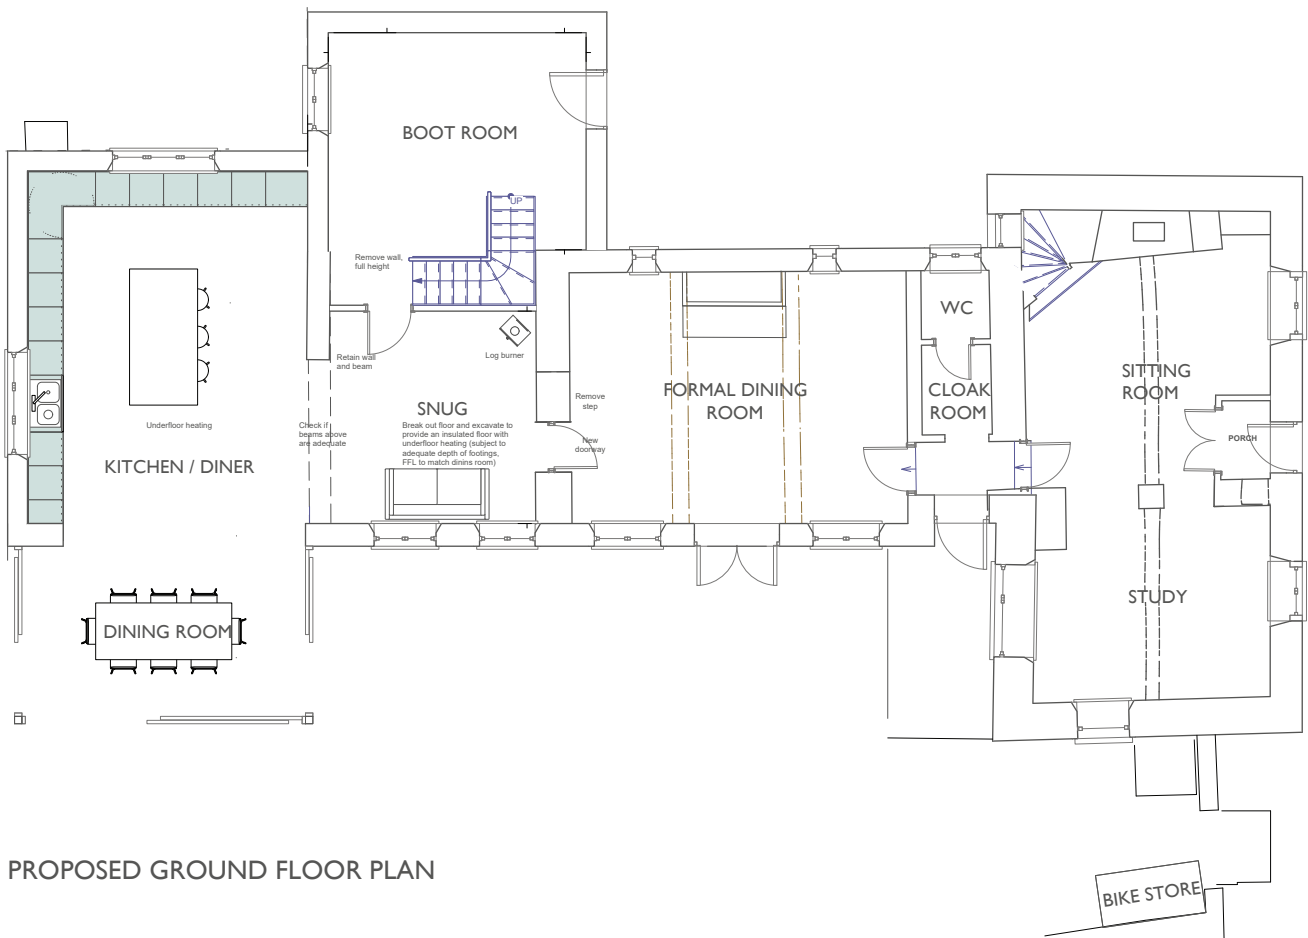 BOOT ROOM
UP
Remove wall,
full height
WC
Retain wall
and beam
Log burner
SITTING
ROOM
FORMAL DINING
ROOM
CLOAK
ROOM
Remove
step
SNUG
Break out floor and excavate to
provide an insulated floor with
underfloor heating (subject to
adequate depth of footings,
FFL to match dinins room)
Underfloor heating
Check if
beams above
are adequate
New
doorway
PORCH
KITCHEN / DINER
STUDY
DINING ROOM
PROPOSED GROUND FLOOR PLAN
BIKE STORE